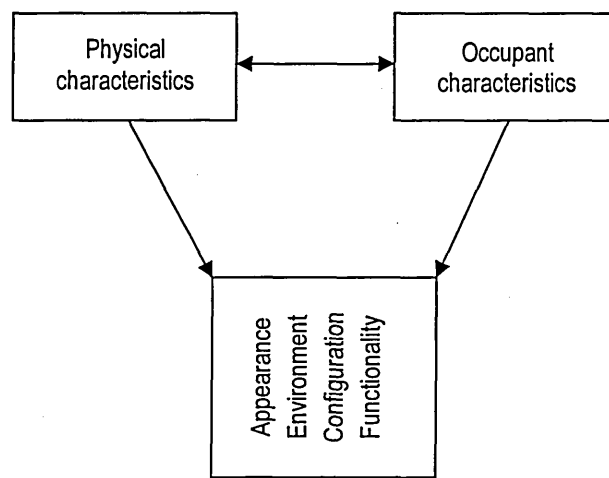 Physical
characteristics
Occupant
characteristics
Appearance
Environment
Configuration
Functionality